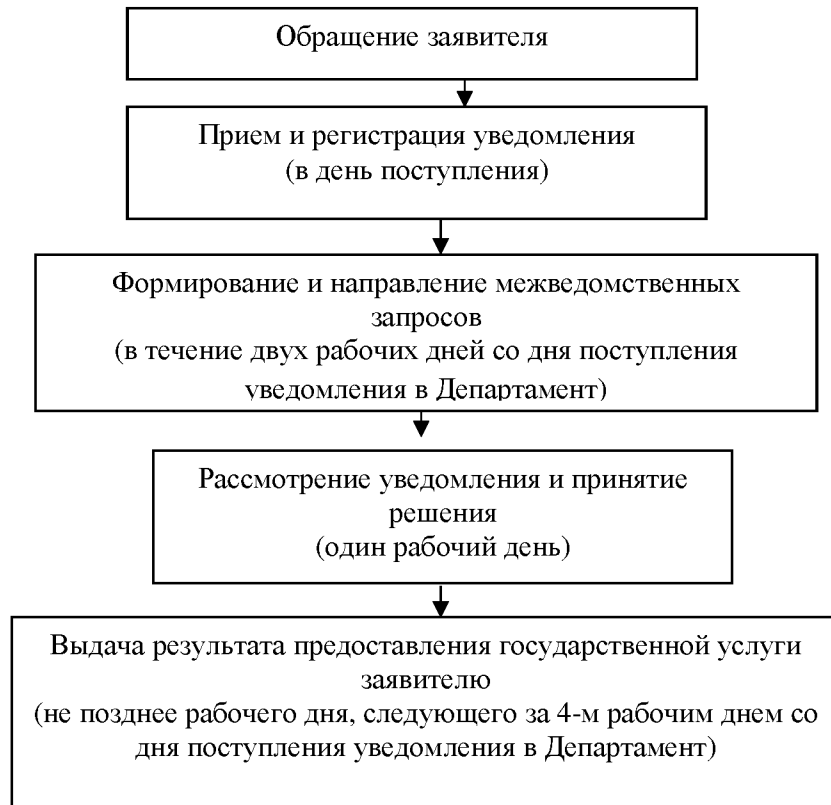 Обращение заявителя
Прием и регистрация уведомления
(в день поступления)
Формирование и направление межведомственных
запросов
(в течение двух рабочих дней со дня поступления
уведомления в Департамент)
Рассмотрение уведомления и принятие
решения
(один рабочий день)
Выдача результата предоставления государственной услуги
заявителю
(не позднее рабочего дня, следующего за 4-м рабочим днем со
дня поступления уведомления в Департамент)